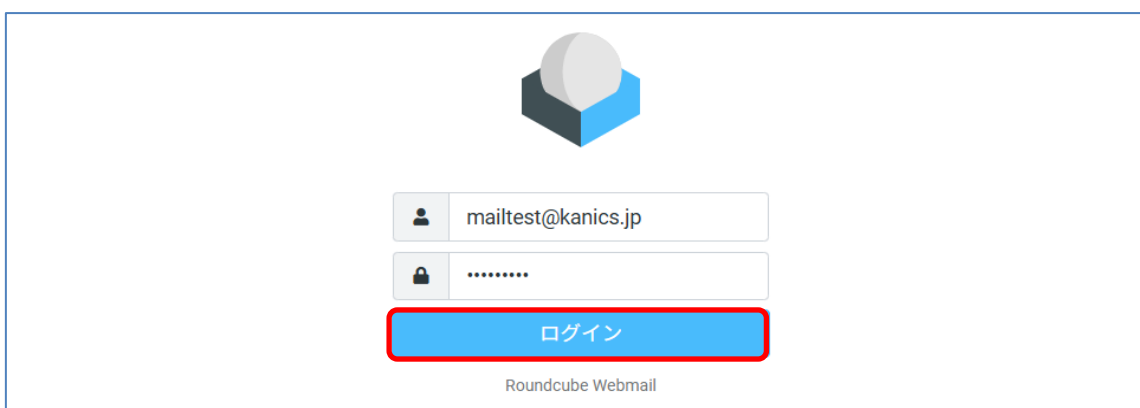 mailtest@kanics.jp
•••••••••
ログイン
Roundcube Webmail